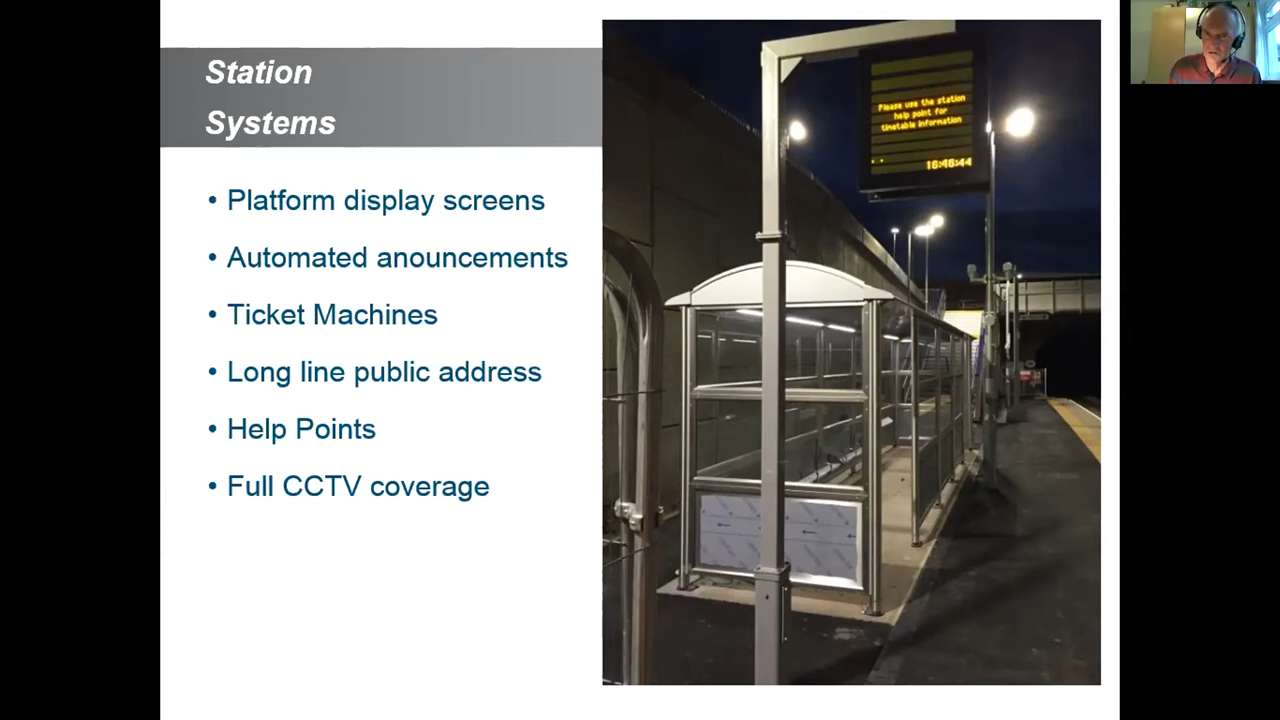 Station
Systems
• Platform display screens
• Automated anouncements
• Ticket Machines
• Long line public address
• Help Points
• Full CCTV coverage
Please use the station
help point for
timetable information
16:46:44